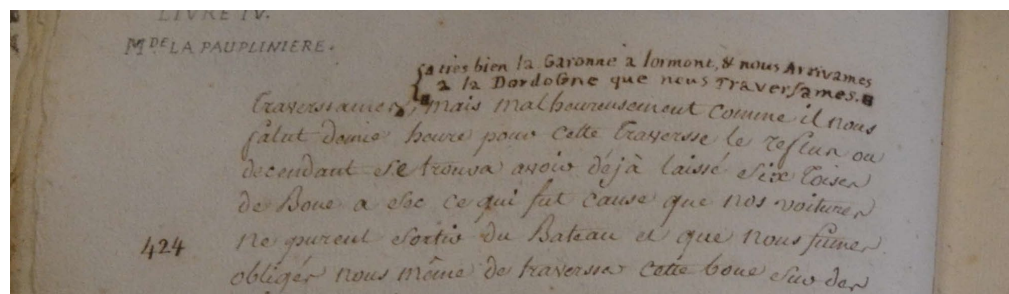 LIVRE IV.
M.DE LA PAUPLINIERE.
aties bien la Garonne à lormont, & nous Arrivames
a la Dordogne que nous Traversames.
traverssames, mais malheureusement comme il nous
falut demie heure pour cette traversse le reflux ou
decendant se trouva avoir déjà laissé six toises
de Boue a sec ce qui fut cause que nos voitures
424 ne purent sortir du Bateau et que nous fumes
obligés nous même de traversser cette boue sur des